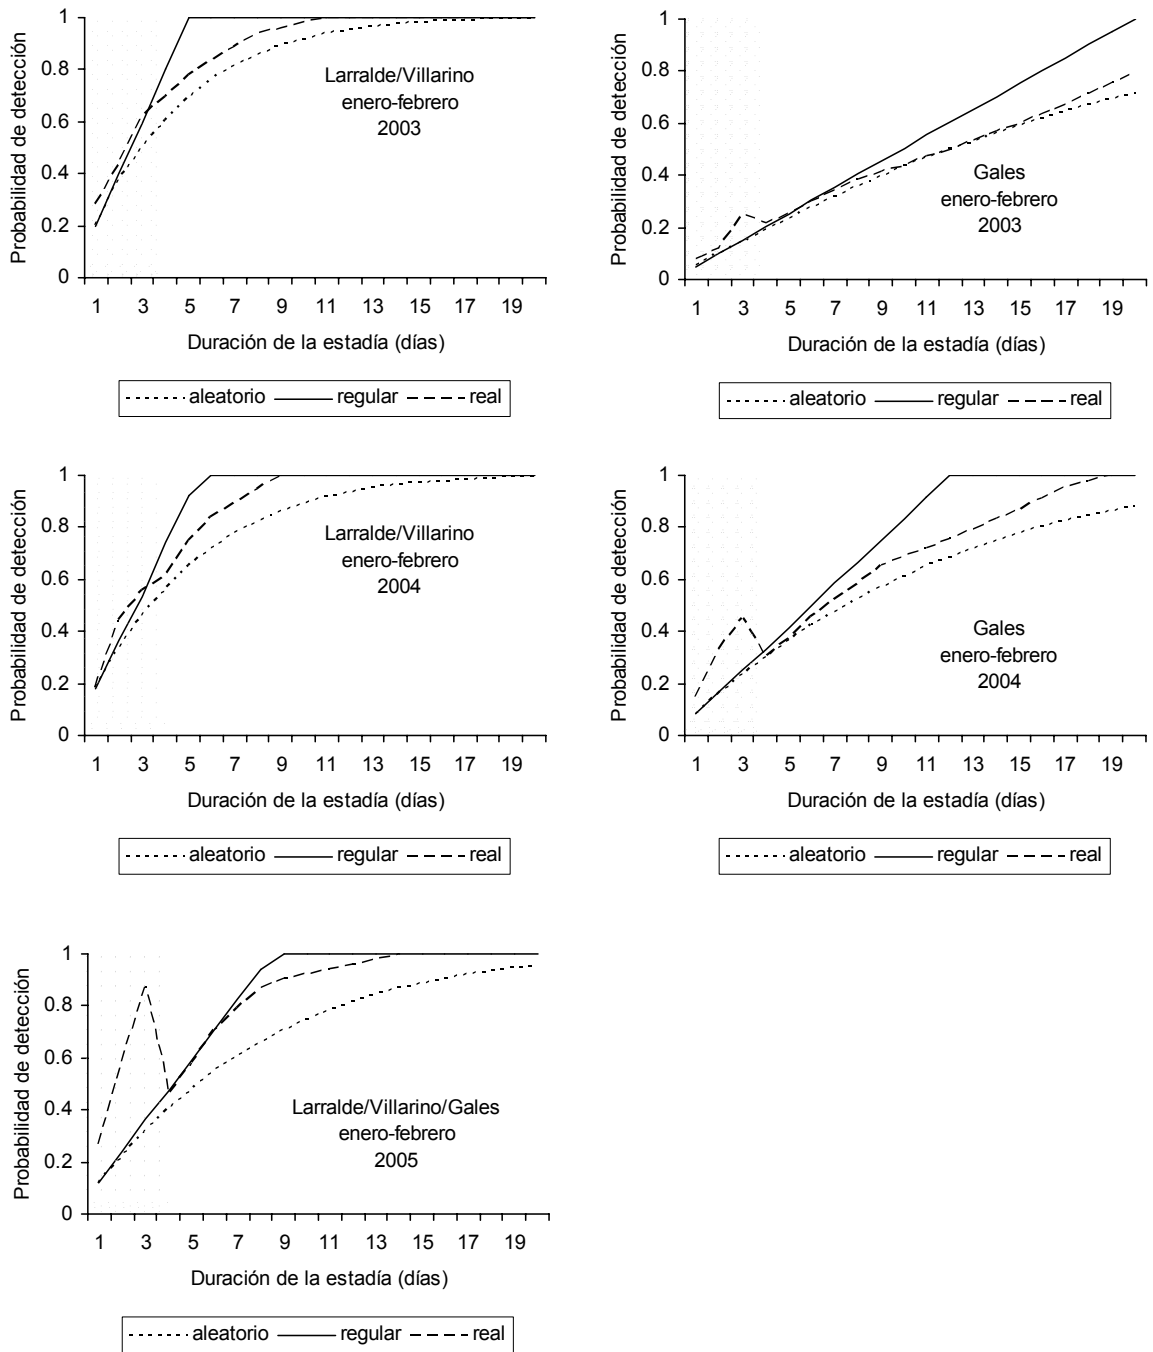 Probabilidad de detección
1
0.8
0.6
0.4
0.2
0
Larralde/Villarino
enero-febrero
2003
1 3 5 7 9 11 13 15 17 19
Duración de la estadía (días)
aleatorio regular real
Probabilidad de detección
1
0.8
0.6
0.4
0.2
0
Gales
enero-febrero
2003
1 3 5 7 9 11 13 15 17 19
Duración de la estadía (días)
aleatorio regular real
Probabilidad de detección
1
0.8
0.6
0.4
0.2
0
Larralde/Villarino
enero-febrero
2004
1 3 5 7 9 11 13 15 17 19
Duración de la estadía (días)
aleatorio regular real
Probabilidad de detección
1
0.8
0.6
0.4
0.2
0
Gales
enero-febrero
2004
1 3 5 7 9 11 13 15 17 19
Duración de la estadía (días)
aleatorio regular real
Probabilidad de detección
1
0.8
0.6
0.4
0.2
0
Larralde/Villarino/Gales
enero-febrero
2005
1 3 5 7 9 11 13 15 17 19
Duración de la estadía (días)
aleatorio regular real